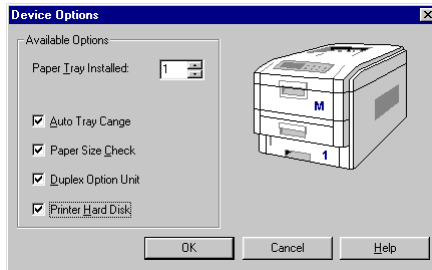 Device Options
Available Options
Paper Tray Installed: 1
Auto Tray Cange
Paper Size Check
Duplex Option Unit
Printer Hard Disk
M
1
OK Cancel Help